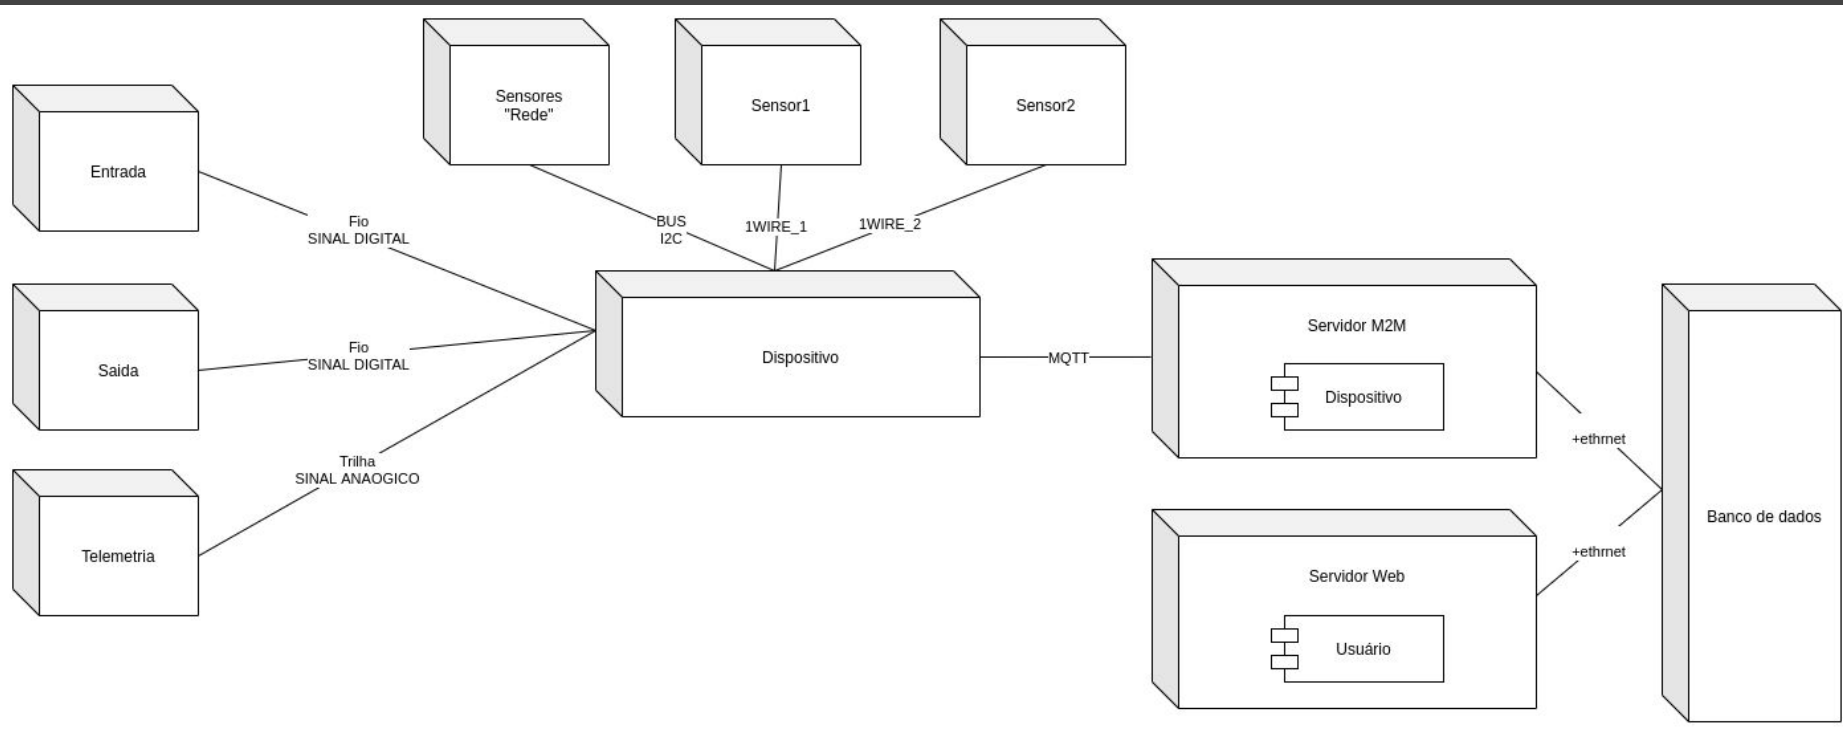 Sensores
"Rede"
Sensor1
Sensor2
Entrada
Fio
SINAL DIGITAL
BUS
I2C
1WIRE_1
1WIRE_2
Saida
Fio
SINAL DIGITAL
Dispositivo
MQTT
Servidor M2M
Dispositivo
+ethrnet
Trilha
SINAL ANAOGICO
Telemetria
Banco de dados
+ethrnet
Servidor Web
Usuário